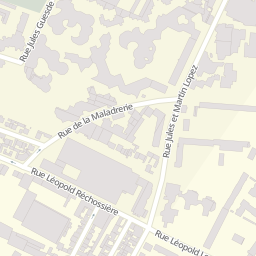 Rue Jules Guesde
Rue de la Maladrerie
Rue Jules et Martin Lopez
Rue Léopold Réchossière
Rue Léopold